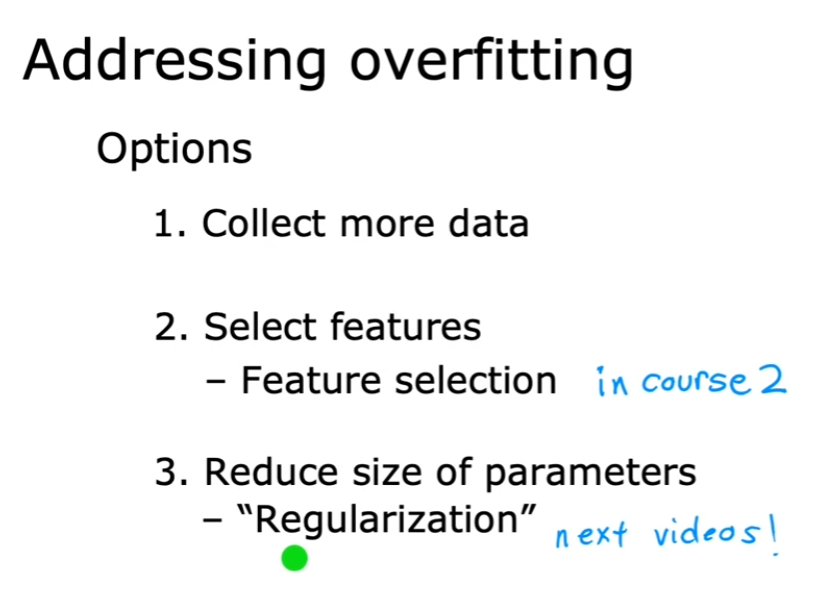 Addressing overfitting
Options
1. Collect more data
2. Select features
– Feature selection in course 2
3. Reduce size of parameters
– “Regularization” next videos!